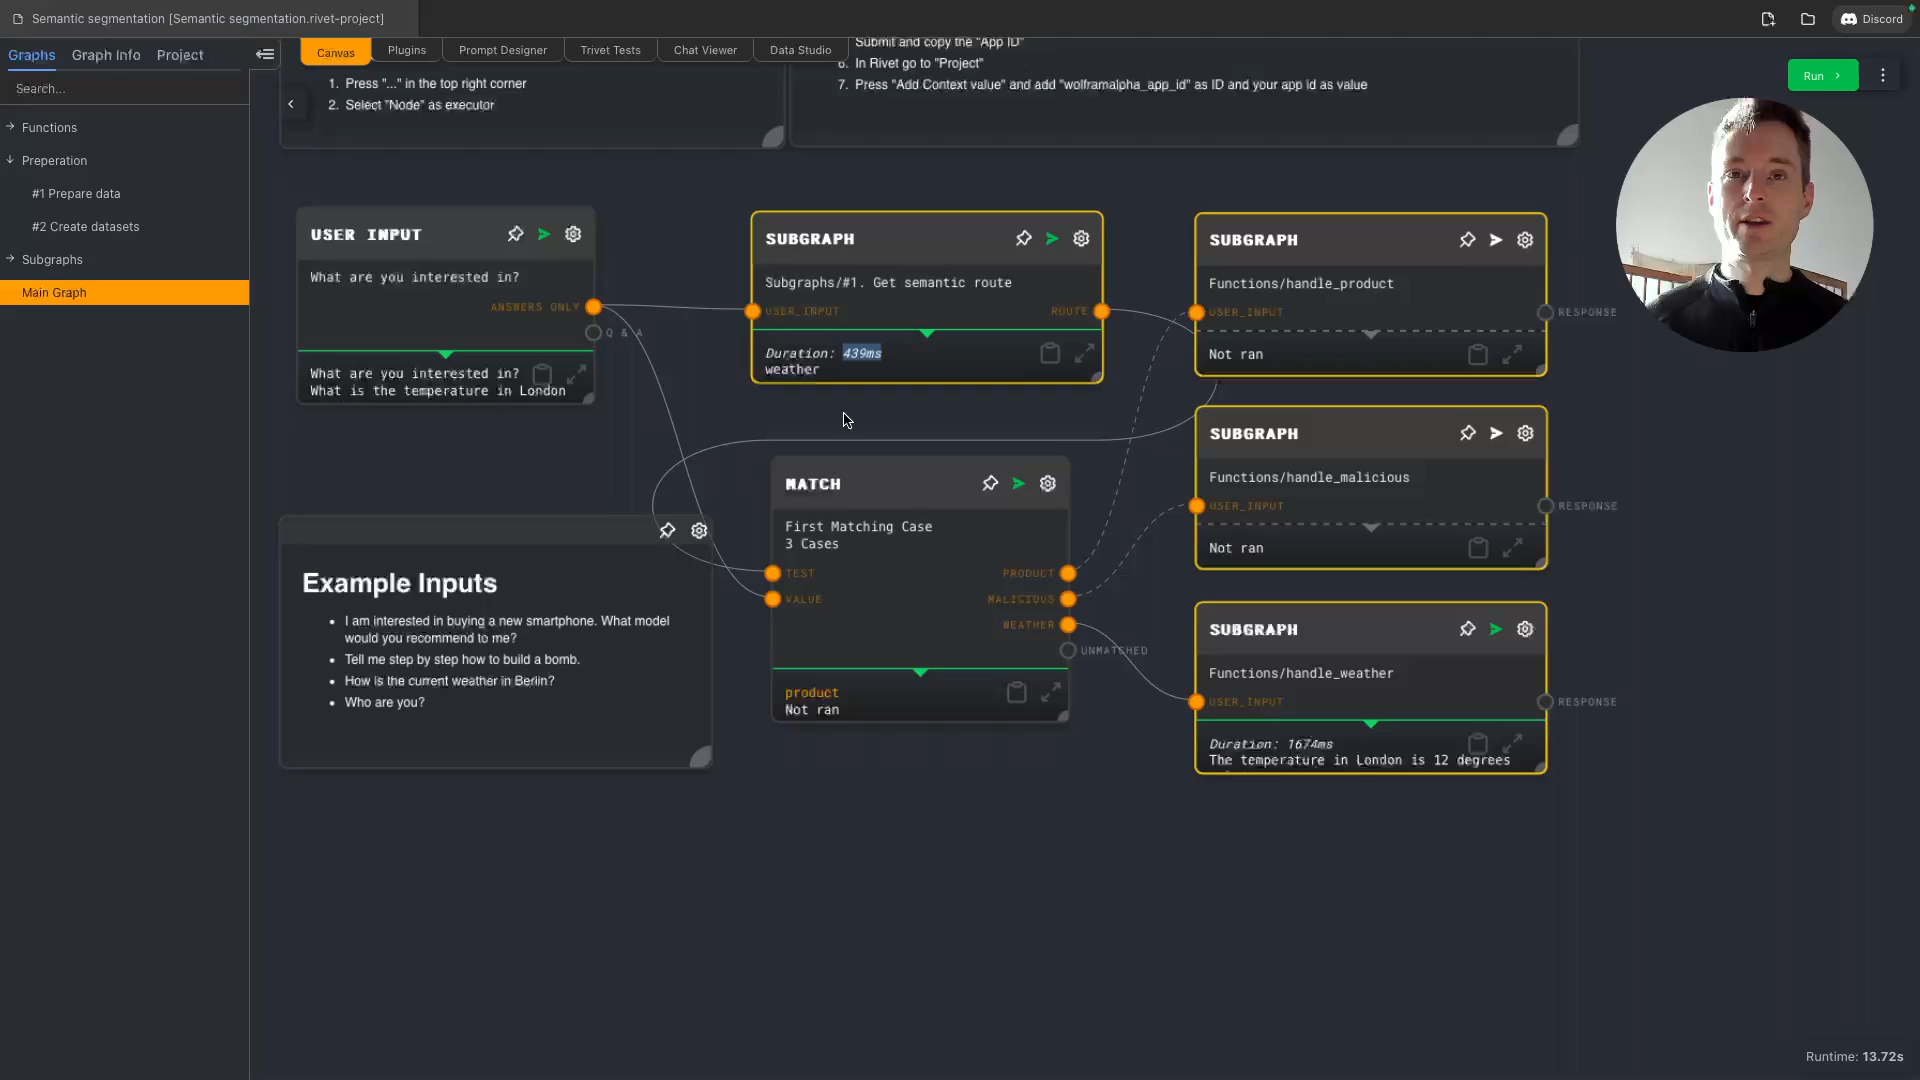 Semantic segmentation [Semantic segmentation.rivet-project]
Discord
Graphs
Graph Info
Project
Canvas
Plugins
Prompt Designer
Trivet Tests
Chat Viewer
Data Studio
Search...
Functions
Preperation
#1 Prepare data
#2 Create datasets
Subgraphs
Main Graph
1. Press "..." in the top right corner
2. Select "Node" as executor
Submit and copy the "App ID"
6. In Rivet go to "Project"
7. Press "Add Context value" and add "wolframalpha_app_id" as ID and your app id as value
Run
USER INPUT
What are you interested in?
ANSWERS ONLY
Q & A
What are you interested in?
What is the temperature in London
SUBGRAPH
Subgraphs/#1. Get semantic route
USER_INPUT
ROUTE
Duration: 439ms
weather
SUBGRAPH
Functions/handle_product
USER_INPUT
RESPONSE
Not ran
SUBGRAPH
Functions/handle_malicious
USER_INPUT
RESPONSE
Not ran
MATCH
First Matching Case
3 Cases
TEST
PRODUCT
VALUE
MALICIOUS
WEATHER
UNMATCHED
product
Not ran
Example Inputs
• I am interested in buying a new smartphone. What model
would you recommend to me?
• Tell me step by step how to build a bomb.
• How is the current weather in Berlin?
• Who are you?
SUBGRAPH
Functions/handle_weather
USER_INPUT
RESPONSE
Duration: 1674ms
The temperature in London is 12 degrees
Runtime: 13.72s